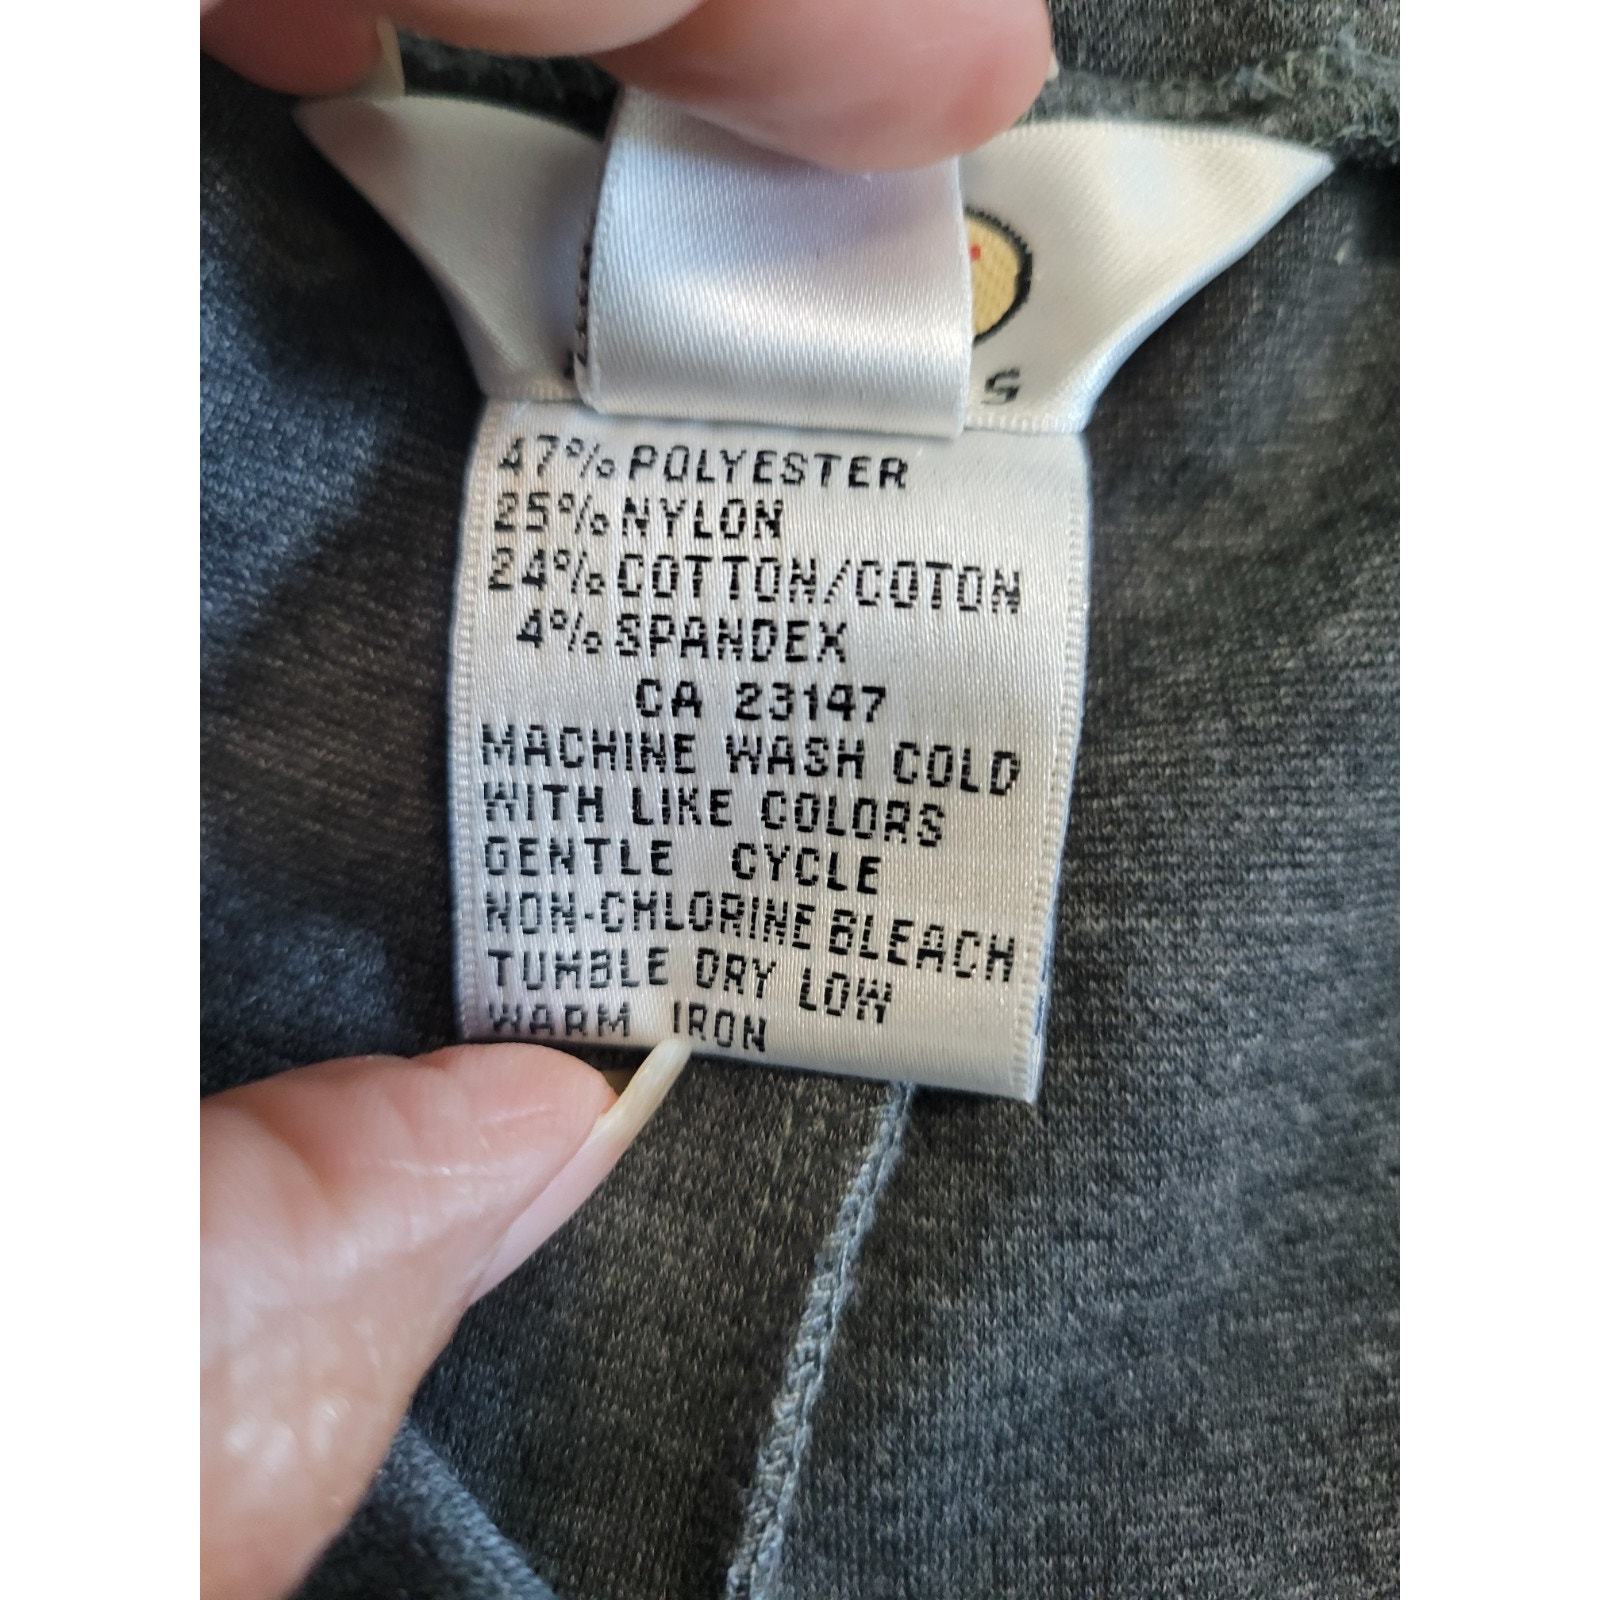 S
47% POLYESTER
25% NYLON
24% COTTON/COTON
4% SPANDEX
CA 23147
MACHINE WASH COLD
WITH LIKE COLORS
GENTLE CYCLE
NON-CHLORINE BLEACH
TUMBLE DRY LOW
WARM IRON